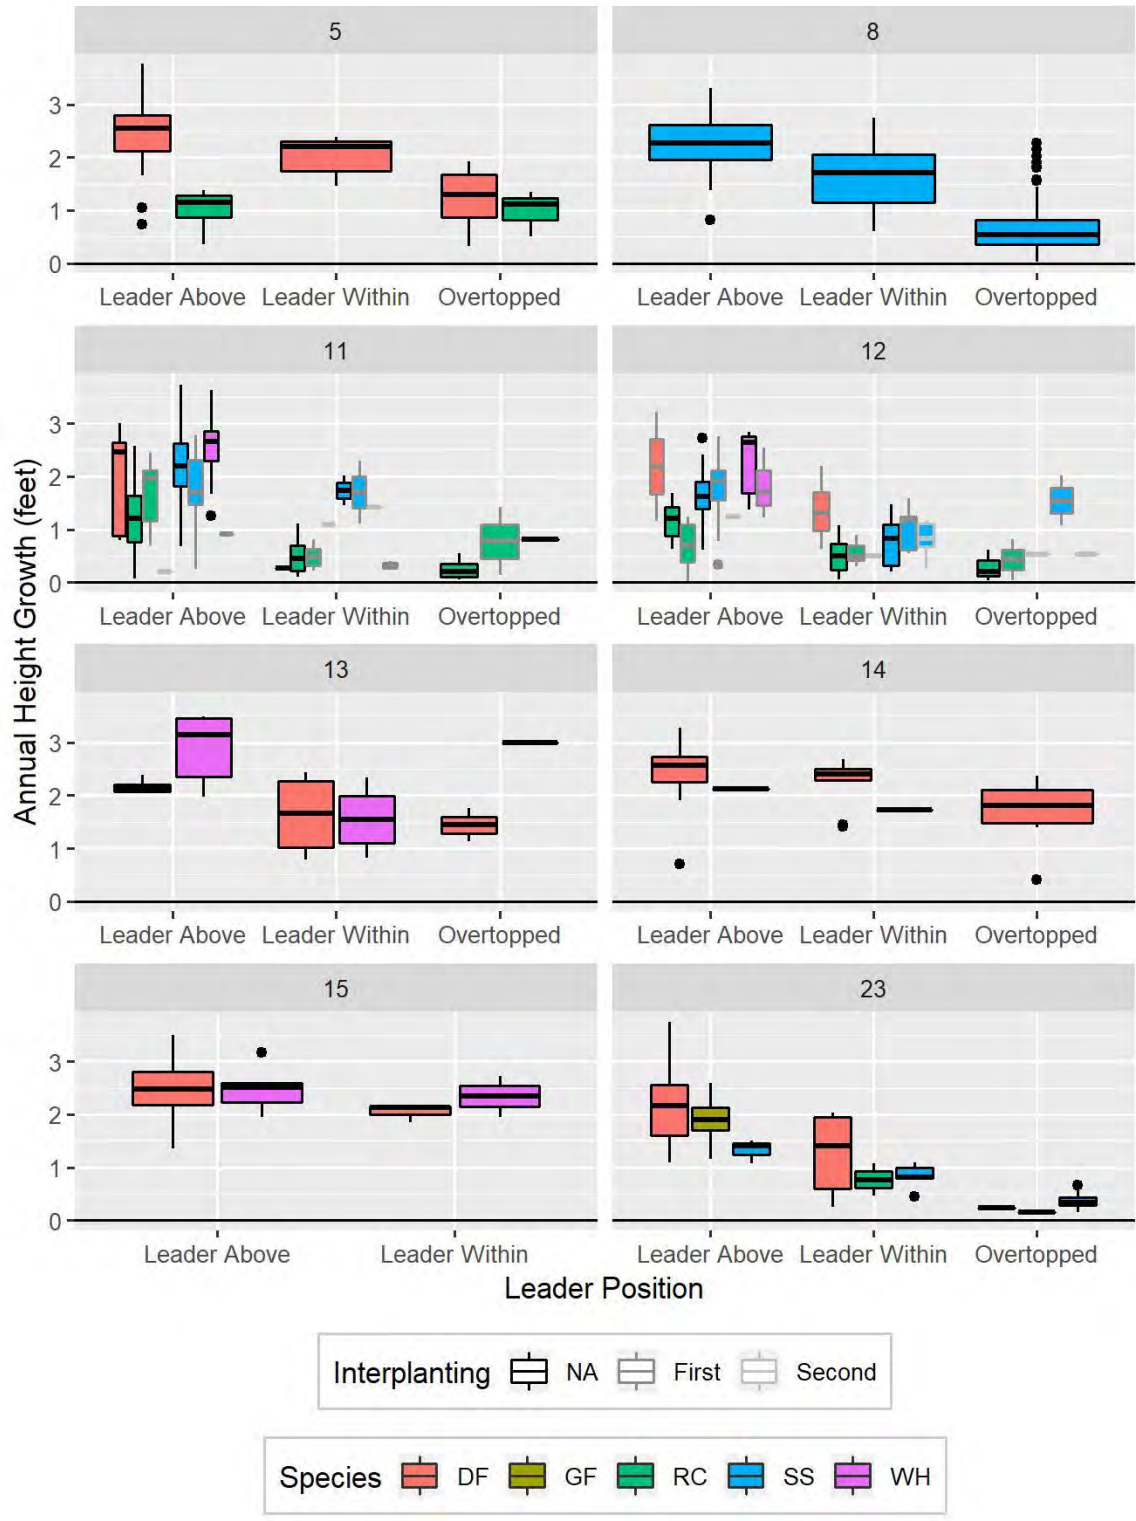 5 8
3
2
1
0
Leader Above Leader Within Overtopped Leader Above Leader Within Overtopped
11 12
3
2
1
0
Leader Above Leader Within Overtopped Leader Above Leader Within Overtopped
Annual Height Growth (feet)
13 14
3
2
1
0
Leader Above Leader Within Overtopped Leader Above Leader Within Overtopped
15 23
3
2
1
0
Leader Above Leader Within Leader Above Leader Within Overtopped
Leader Position
Interplanting NA First Second
Species DF GF RC SS WH